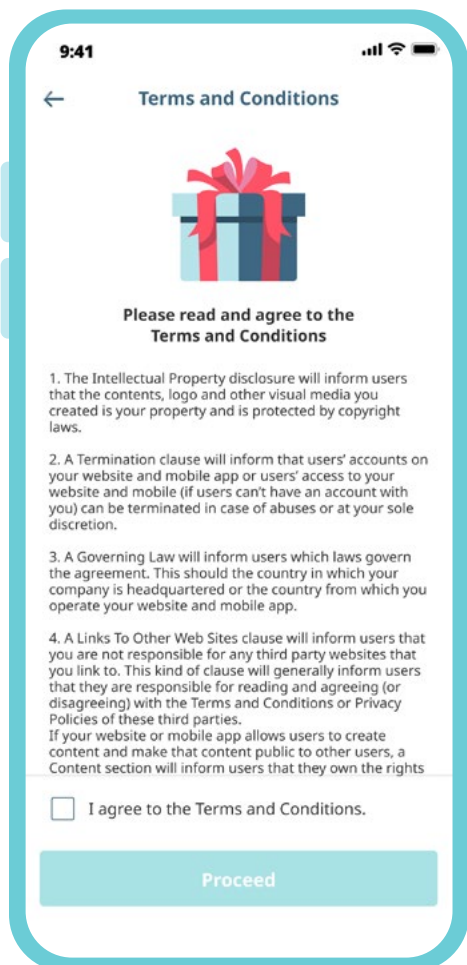 9:41
Terms and Conditions
Please read and agree to the
Terms and Conditions
1. The Intellectual Property disclosure will inform users
that the contents, logo and other visual media you
created is your property and is protected by copyright
laws.
2. A Termination clause will inform that users' accounts on
your website and mobile app or users' access to your
website and mobile (if users can't have an account with
you) can be terminated in case of abuses or at your sole
discretion.
3. A Governing Law will inform users which laws govern
the agreement. This should the country in which your
company is headquartered or the country from which you
operate your website and mobile app.
4. A Links To Other Web Sites clause will inform users that
you are not responsible for any third party websites that
you link to. This kind of clause will generally inform users
that they are responsible for reading and agreeing (or
disagreeing) with the Terms and Conditions or Privacy
Policies of these third parties.
If your website or mobile app allows users to create
content and make that content public to other users, a
Content section will inform users that they own the rights
I agree to the Terms and Conditions.
Proceed